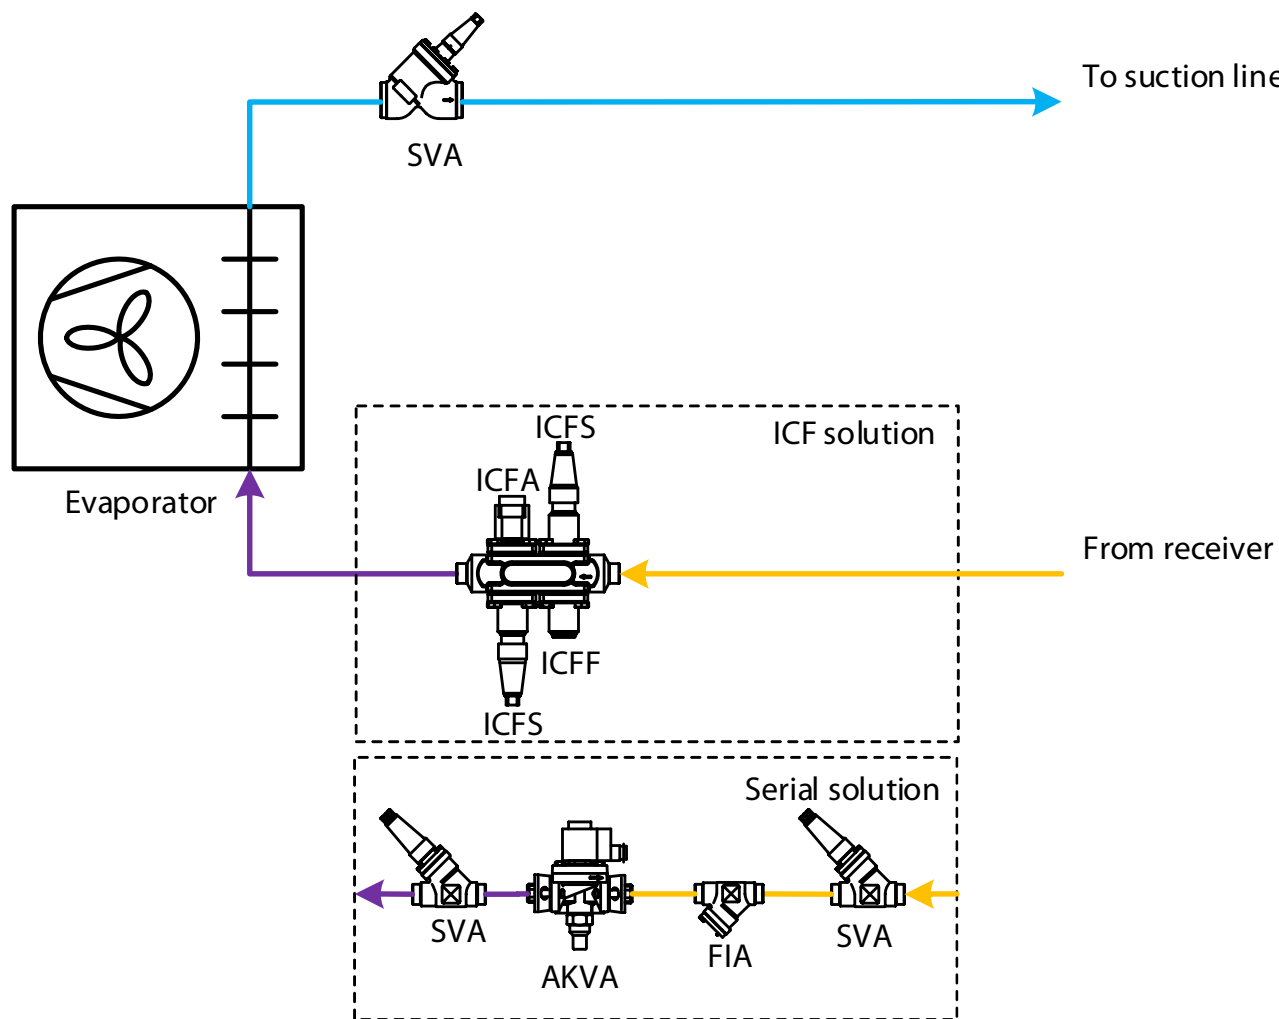 To suction line
SVA
ICFS
ICF solution
ICFA
Evaporator
From receiver
ICFF
ICFS
Serial solution
SVA
FIA
SVA
AKVA